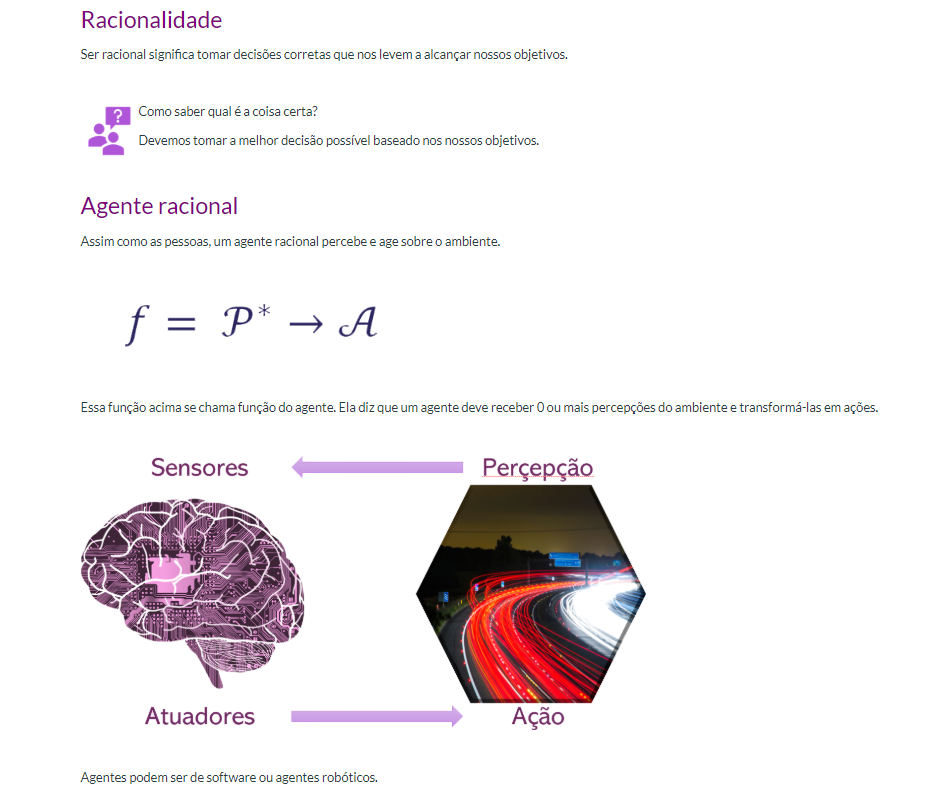 Racionalidade
Ser racional significa tomar decisões corretas que nos levem a alcançar nossos objetivos.
?
Como saber qual é a coisa certa?
Devemos tomar a melhor decisão possível baseado nos nossos objetivos.
Agente racional
Assim como as pessoas, um agente racional percebe e age sobre o ambiente.
f = 𝒫* → 𝒜
Essa função acima se chama função do agente. Ela diz que um agente deve receber 0 ou mais percepções do ambiente e transformá-las em ações.
Sensores
Perçepção
Atuadores
Ação
Agentes podem ser de software ou agentes robóticos.